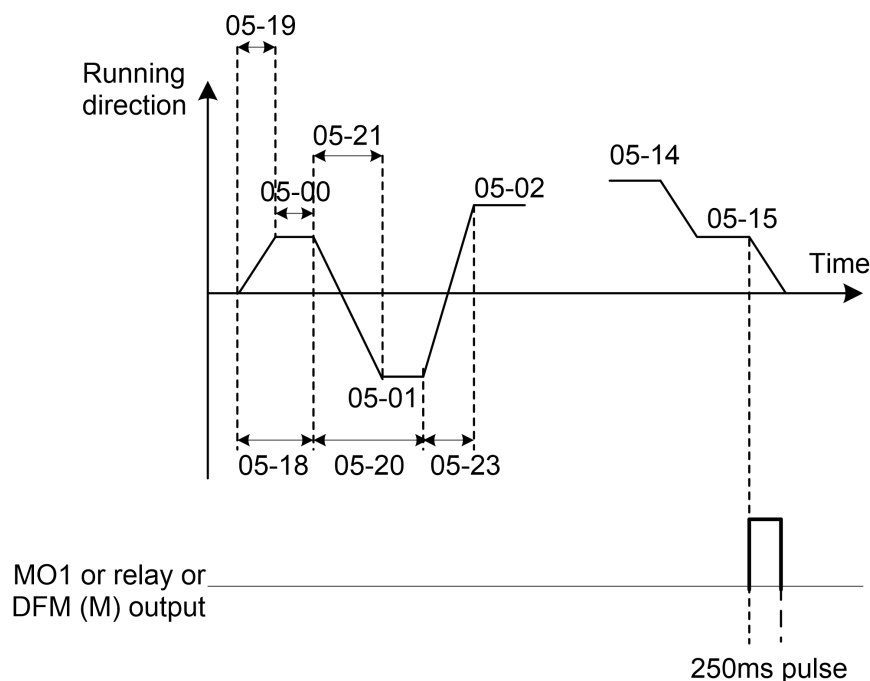 05-19
Running
direction
05-21
05-14
05-00
05-02
05-15
Time
05-01
05-18
05-20
05-23
MO1 or relay or
DFM (M) output
250ms pulse